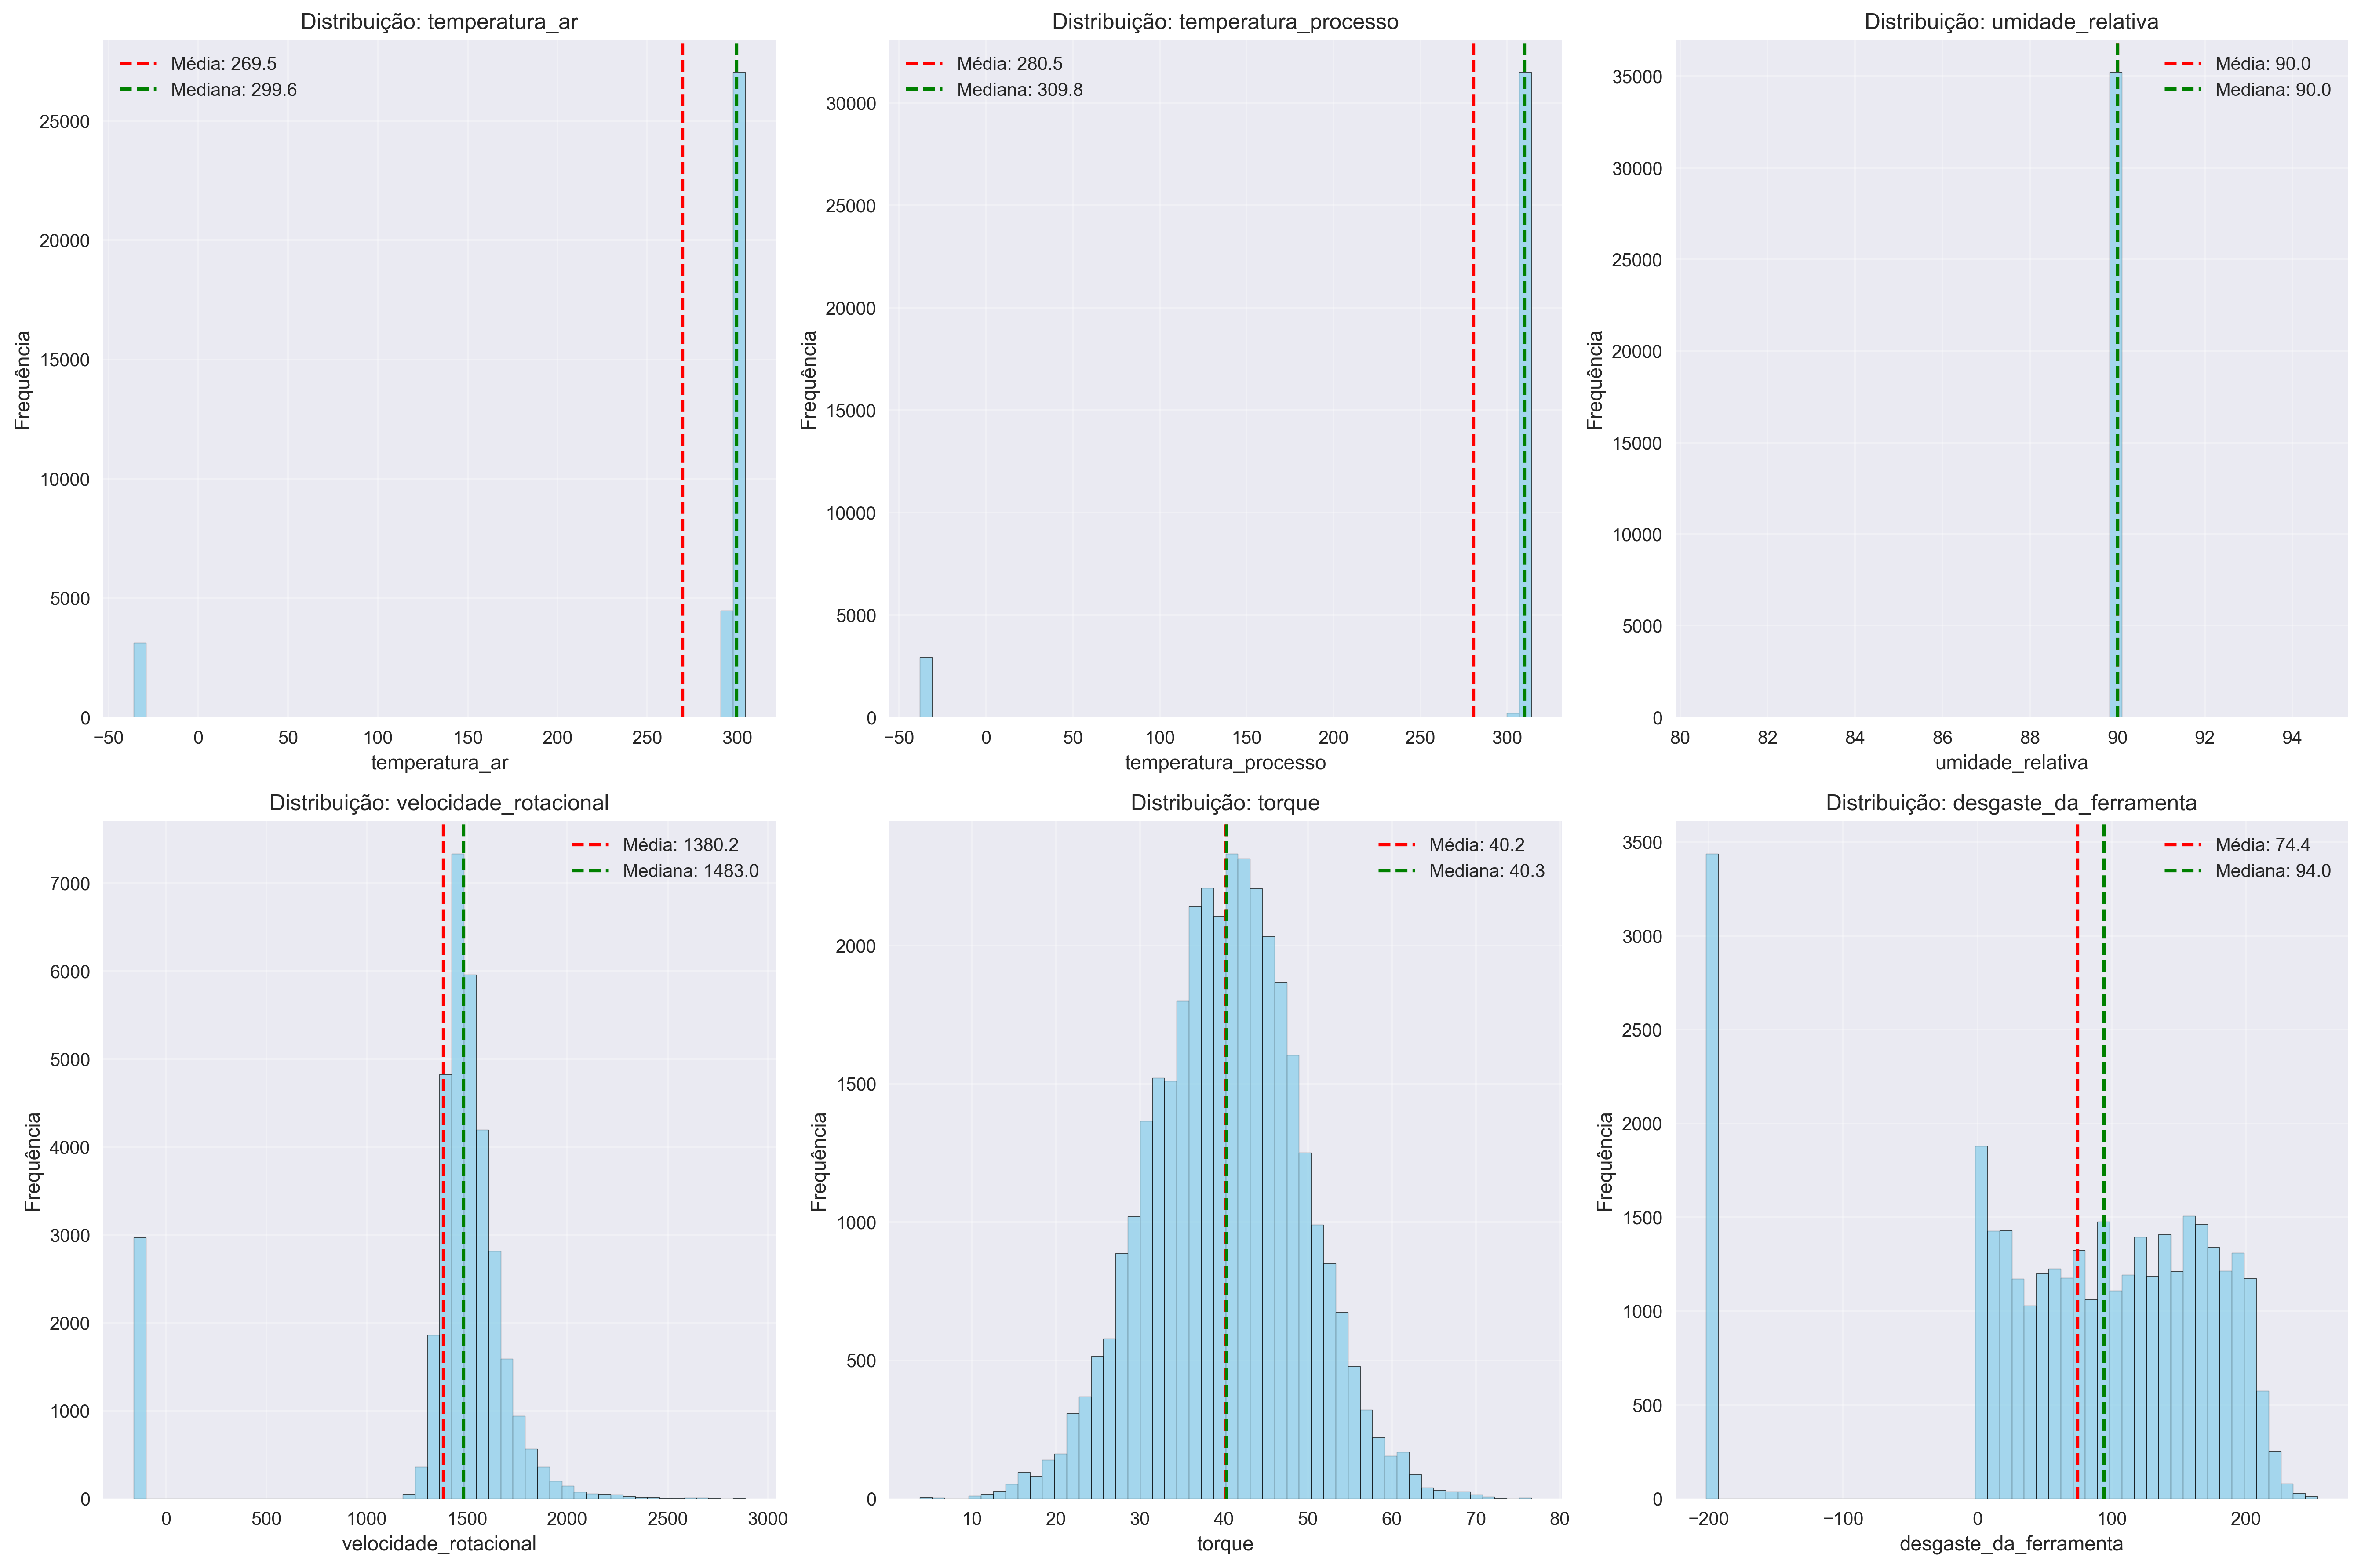 Distribuição: temperatura_ar
Média: 269.5
Mediana: 299.6
Frequência
25000
20000
15000
10000
5000
0
−50 0 50 100 150 200 250 300
temperatura_ar
Distribuição: temperatura_processo
Média: 280.5
Mediana: 309.8
Frequência
30000
25000
20000
15000
10000
5000
0
−50 0 50 100 150 200 250 300
temperatura_processo
Distribuição: umidade_relativa
Média: 90.0
Mediana: 90.0
Frequência
35000
30000
25000
20000
15000
10000
5000
0
80 82 84 86 88 90 92 94
umidade_relativa
Distribuição: velocidade_rotacional
Média: 1380.2
Mediana: 1483.0
Frequência
7000
6000
5000
4000
3000
2000
1000
0
0 500 1000 1500 2000 2500 3000
velocidade_rotacional
Distribuição: torque
Média: 40.2
Mediana: 40.3
Frequência
2000
1500
1000
500
0
10 20 30 40 50 60 70 80
torque
Distribuição: desgaste_da_ferramenta
Média: 74.4
Mediana: 94.0
Frequência
3500
3000
2500
2000
1500
1000
500
0
−200 −100 0 100 200
desgaste_da_ferramenta